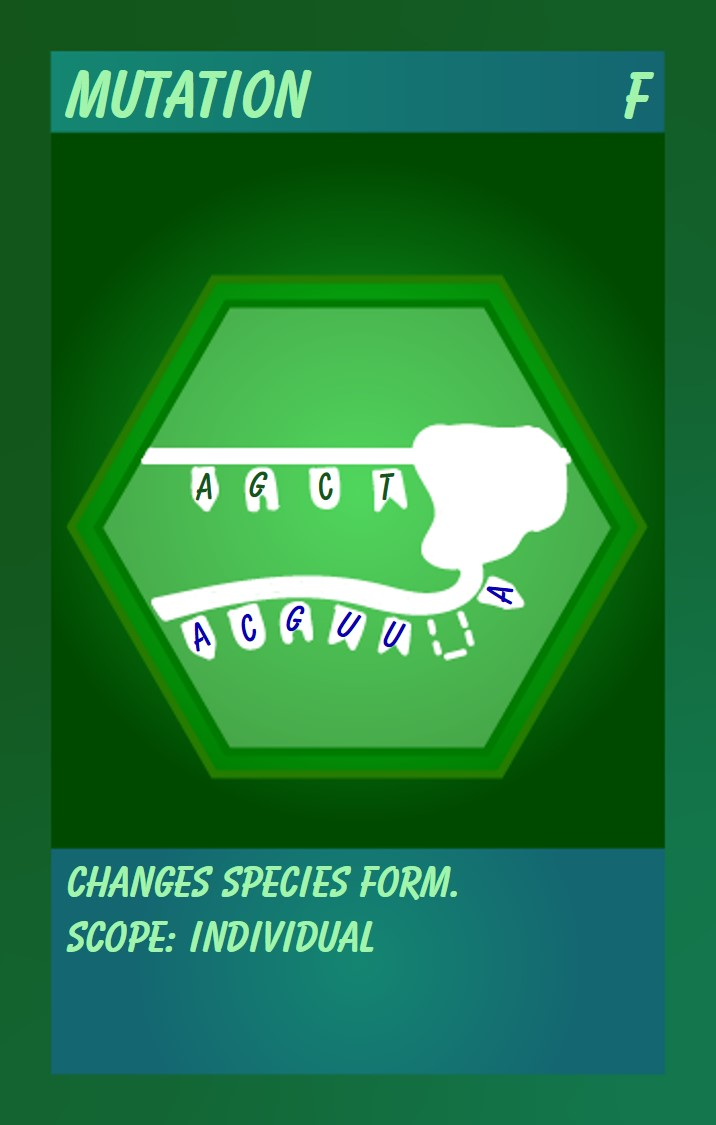 MUTATION F
A G C T
A C G U U A
CHANGES SPECIES FORM.
SCOPE: INDIVIDUAL